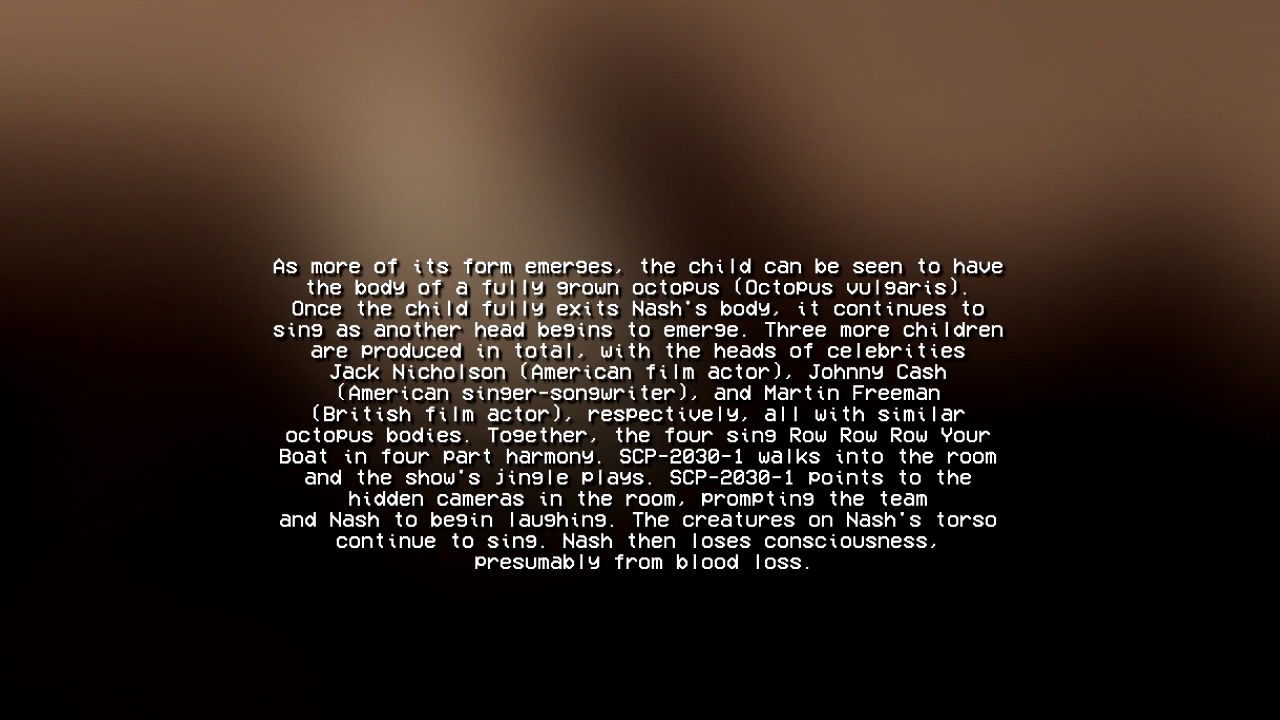 As more of its form emerges, the child can be seen to have
the body of a fully grown octopus (Octopus vulgaris).
Once the child fully exits Nash's body, it continues to
sing as another head begins to emerge. Three more children
are produced in total, with the heads of celebrities
Jack Nicholson (American film actor), Johnny Cash
(American singer-songwriter), and Martin Freeman
(British film actor), respectively, all with similar
octopus bodies. Together, the four sing Row Row Row Your
Boat in four part harmony. SCP-2030-1 walks into the room
and the show's jingle plays. SCP-2030-1 points to the
hidden cameras in the room, prompting the team
and Nash to begin laughing. The creatures on Nash's torso
continue to sing. Nash then loses consciousness,
presumably from blood loss.